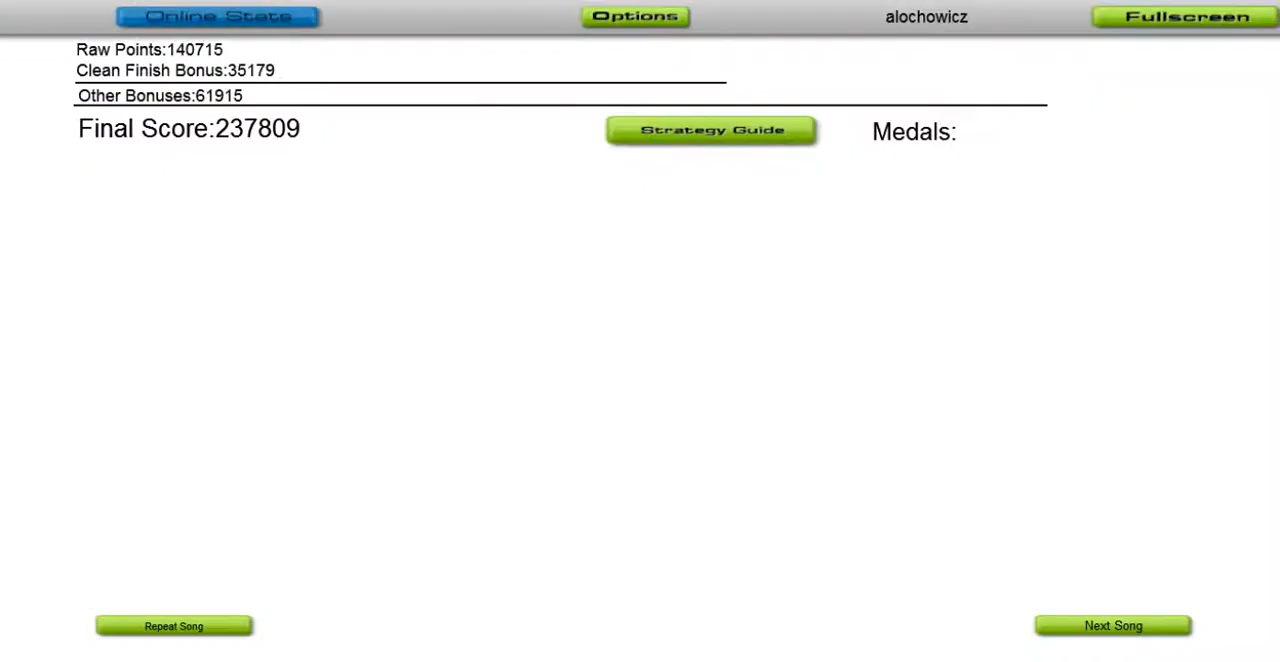 Online Stats
Options
alochowicz
Fullscreen
Raw Points:140715
Clean Finish Bonus:35179
Other Bonuses:61915
Final Score:237809
Strategy Guide
Medals:
Repeat Song
Next Song